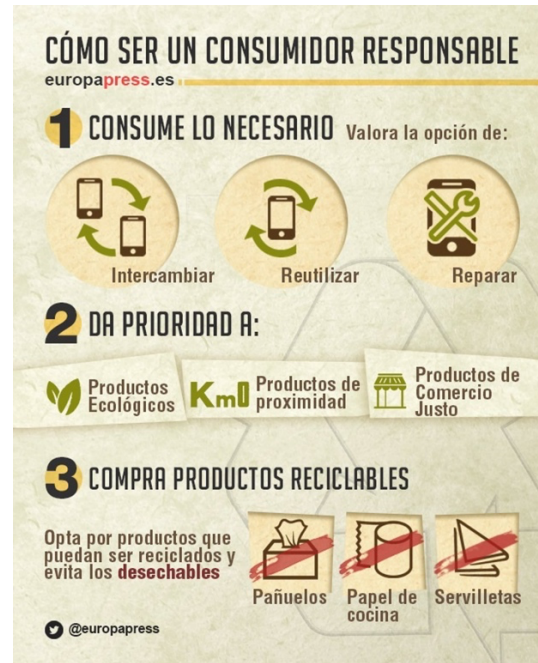 CÓMO SER UN CONSUMIDOR RESPONSABLE
europapress.es
1 CONSUME LO NECESARIO Valora la opción de:
Intercambiar
Reutilizar
Reparar
2 DA PRIORIDAD A:
Productos
Ecológicos
Km0
Productos de
proximidad
Productos de
Comercio
Justo
3 COMPRA PRODUCTOS RECICLABLES
Opta por productos que
puedan ser reciclados y
evita los desechables
Pañuelos
Papel de
cocina
Servilletas
@europapress